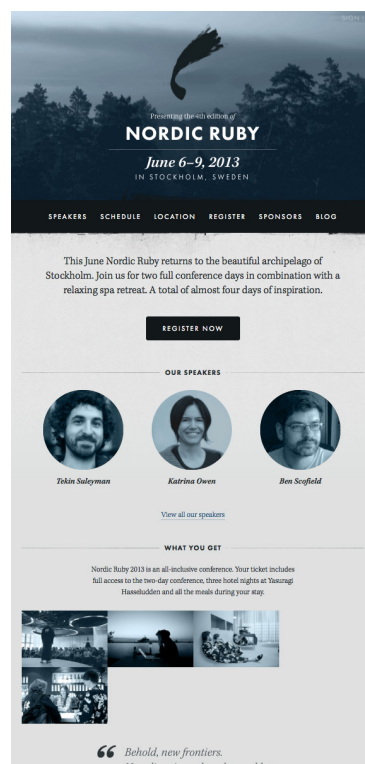 SIGN
Presenting the 4th edition of
NORDIC RUBY
June 6–9, 2013
IN STOCKHOLM, SWEDEN
SPEAKERS SCHEDULE LOCATION REGISTER SPONSORS BLOG
This June Nordic Ruby returns to the beautiful archipelago of
Stockholm. Join us for two full conference days in combination with a
relaxing spa retreat. A total of almost four days of inspiration.
REGISTER NOW
OUR SPEAKERS
Tekin Suleyman Katrina Owen Ben Scofield
View all our speakers
WHAT YOU GET
Nordic Ruby 2013 is an all-inclusive conference. Your ticket includes
full access to the two-day conference, three hotel nights at Yasuragi
Hasseludden and all the meals during your stay.
“ Behold, new frontiers.